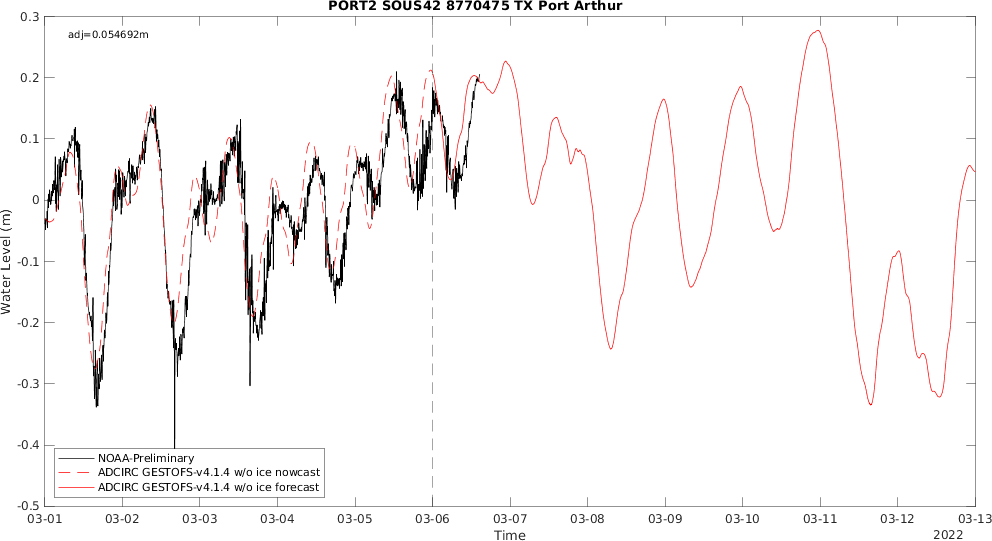 PORT2 SOUS42 8770475 TX Port Arthur
adj=0.054692m
0.3
0.2
0.1
0
-0.1
-0.2
-0.3
-0.4
-0.5
Water Level (m)
NOAA-Preliminary
ADCIRC GESTOFS-v4.1.4 w/o ice nowcast
ADCIRC GESTOFS-v4.1.4 w/o ice forecast
03-01 03-02 03-03 03-04 03-05 03-06 03-07 03-08 03-09 03-10 03-11 03-12 03-13
Time
2022